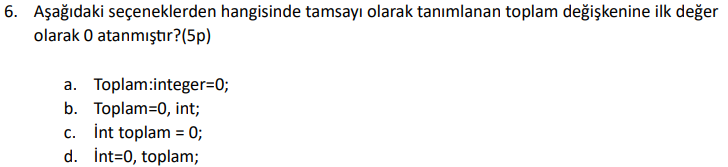 6. Aşağıdaki seçeneklerden hangisinde tamsayı olarak tanımlanan toplam değişkenine ilk değer
olarak 0 atanmıştır?(5p)
a. Toplam:integer=0;
b. Toplam=0, int;
c. İnt toplam = 0;
d. İnt=0, toplam;